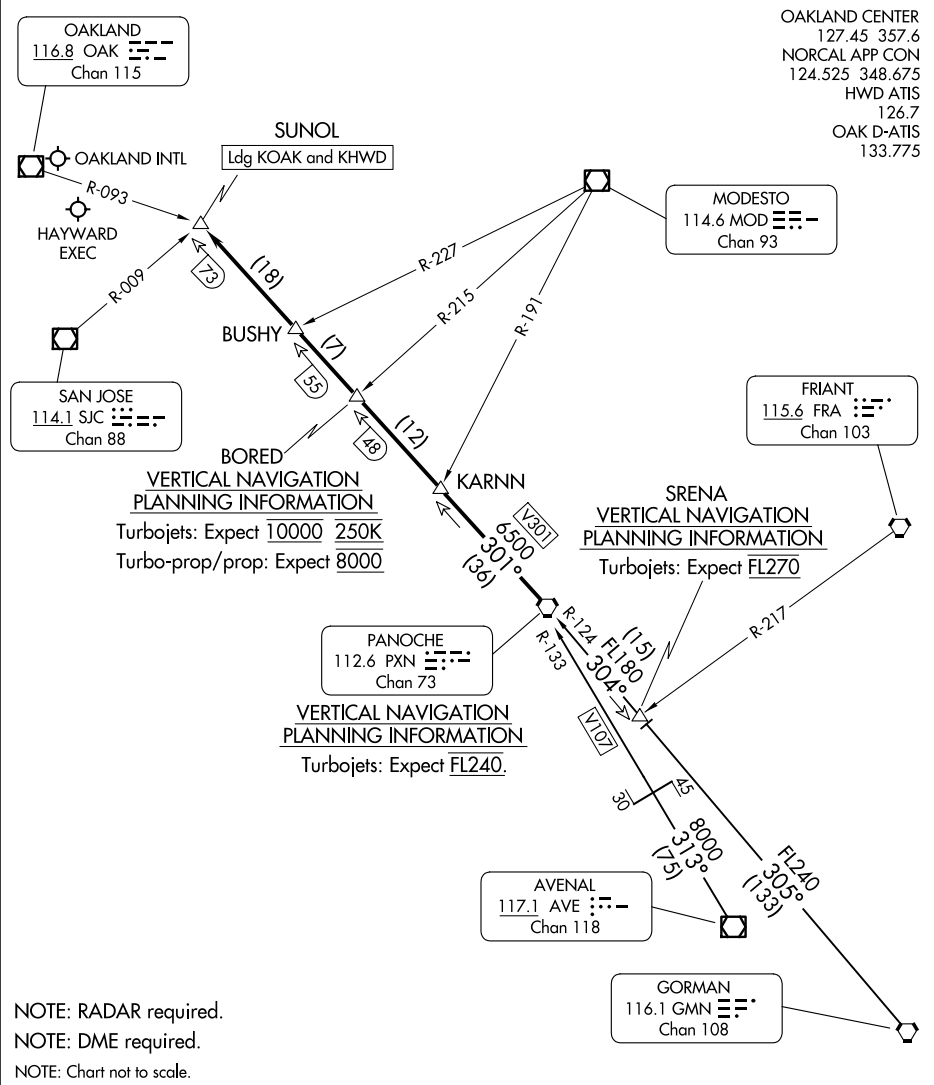 OAKLAND
116.8 OAK
Chan 115
OAKLAND CENTER
127.45 357.6
NORCAL APP CON
124.525 348.675
HWD ATIS
126.7
OAK D-ATIS
133.775
SUNOL
Ldg KOAK and KHWD
OAKLAND INTL
R-093
HAYWARD
EXEC
R-009
73
(18)
MODESTO
114.6 MOD
Chan 93
R-227
R-215
R-191
BUSHY
(7)
55
SAN JOSE
114.1 SJC
Chan 88
FRIANT
115.6 FRA
Chan 103
BORED
48
(12)
VERTICAL NAVIGATION
PLANNING INFORMATION
Turbojets: Expect 10000 250K
Turbo-prop/prop: Expect 8000
KARNN
V301
6500
301°
(36)
SRENA
VERTICAL NAVIGATION
PLANNING INFORMATION
Turbojets: Expect FL270
R-217
PANOCHE
112.6 PXN
Chan 73
VERTICAL NAVIGATION
PLANNING INFORMATION
Turbojets: Expect FL240.
R-124
R-133
(15)
FL180
304°
V107
30
45
8000
313°
(75)
FL240
305°
(133)
AVENAL
117.1 AVE
Chan 118
GORMAN
116.1 GMN
Chan 108
NOTE: RADAR required.
NOTE: DME required.
NOTE: Chart not to scale.